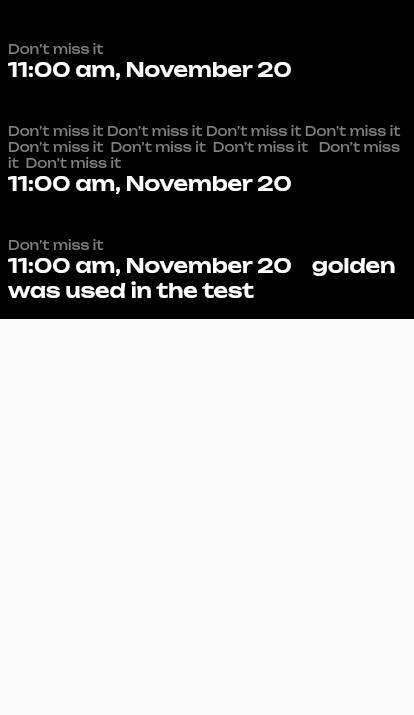 Don't miss it
11:00 am, November 20
Don't miss it Don't miss it Don't miss it Don't miss it
Don't miss it Don't miss it Don't miss it Don't miss
it Don't miss it
11:00 am, November 20
Don't miss it
11:00 am, November 20 golden
was used in the test